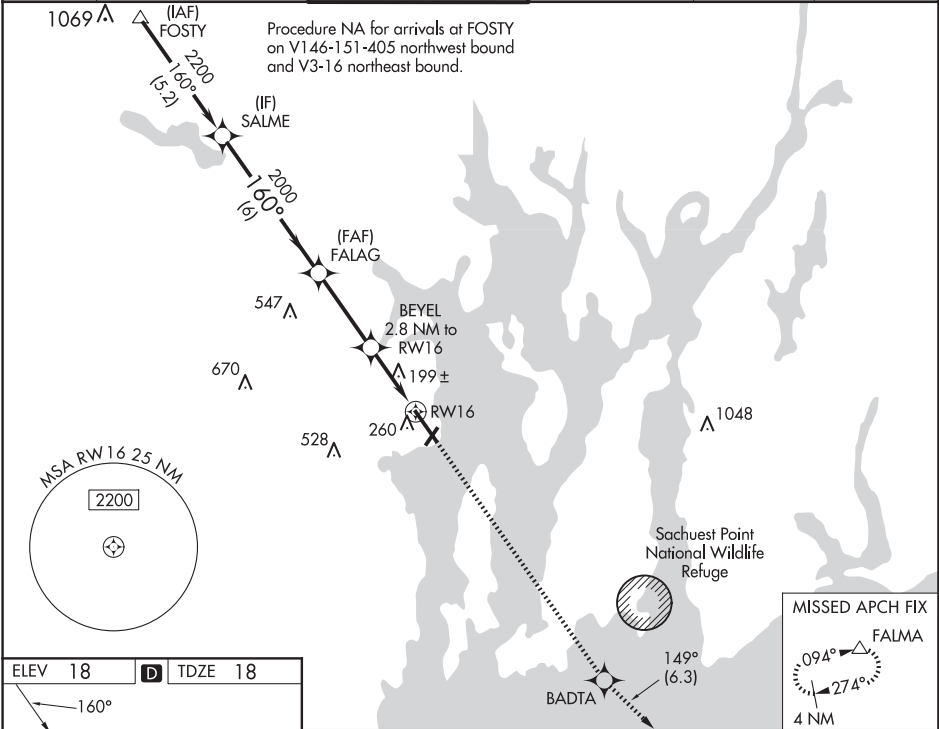 1069
(IAF)
FOSTY
Procedure NA for arrivals at FOSTY
on V146-151-405 northwest bound
and V3-16 northeast bound.
2200
160°
(5.2)
(IF)
SALME
2000
160°
(6)
(FAF)
FALAG
547
BEYEL
2.8 NM to
RW16
199±
670
RW16
260
1048
528
MSA RW16 25 NM
2200
Sachuest Point
National Wildlife
Refuge
MISSED APCH FIX
FALMA
094°
274°
4 NM
149°
(6.3)
BADTA
ELEV 18 D TDZE 18
160°